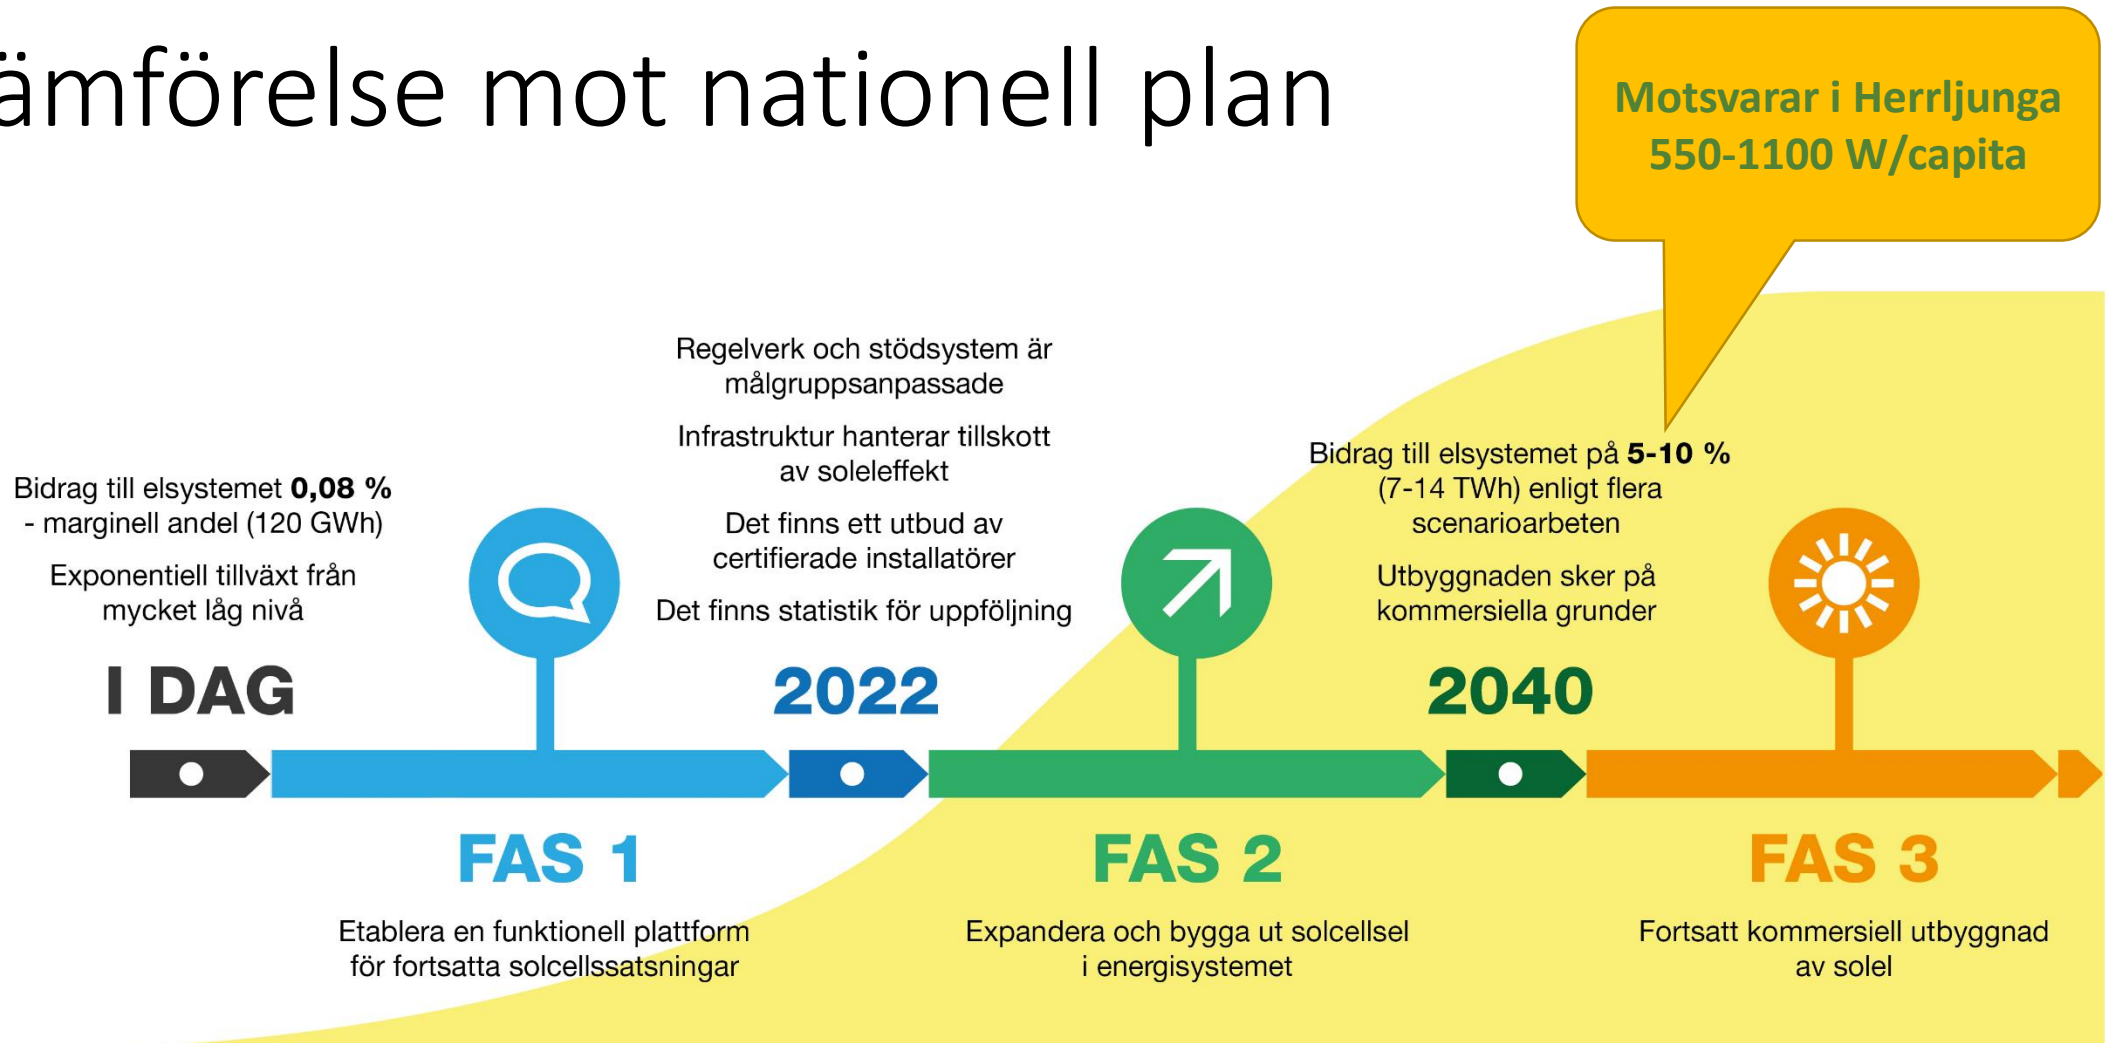 ämförelse mot nationell plan
Motsvarar i Herrljunga
550-1100 W/capita
Bidrag till elsystemet 0,08 %
- marginell andel (120 GWh)
Exponentiell tillväxt från
mycket låg nivå
I DAG
Regelverk och stödsystem är
målgruppsanpassade
Infrastruktur hanterar tillskott
av soleleffekt
Det finns ett utbud av
certifierade installatörer
Det finns statistik för uppföljning
2022
Bidrag till elsystemet på 5-10 %
(7-14 TWh) enligt flera
scenarioarbeten
Utbyggnaden sker på
kommersiella grunder
2040
FAS 1
Etablera en funktionell plattform
för fortsatta solcellssatsningar
FAS 2
Expandera och bygga ut solcellsel
i energisystemet
FAS 3
Fortsatt kommersiell utbyggnad
av solel